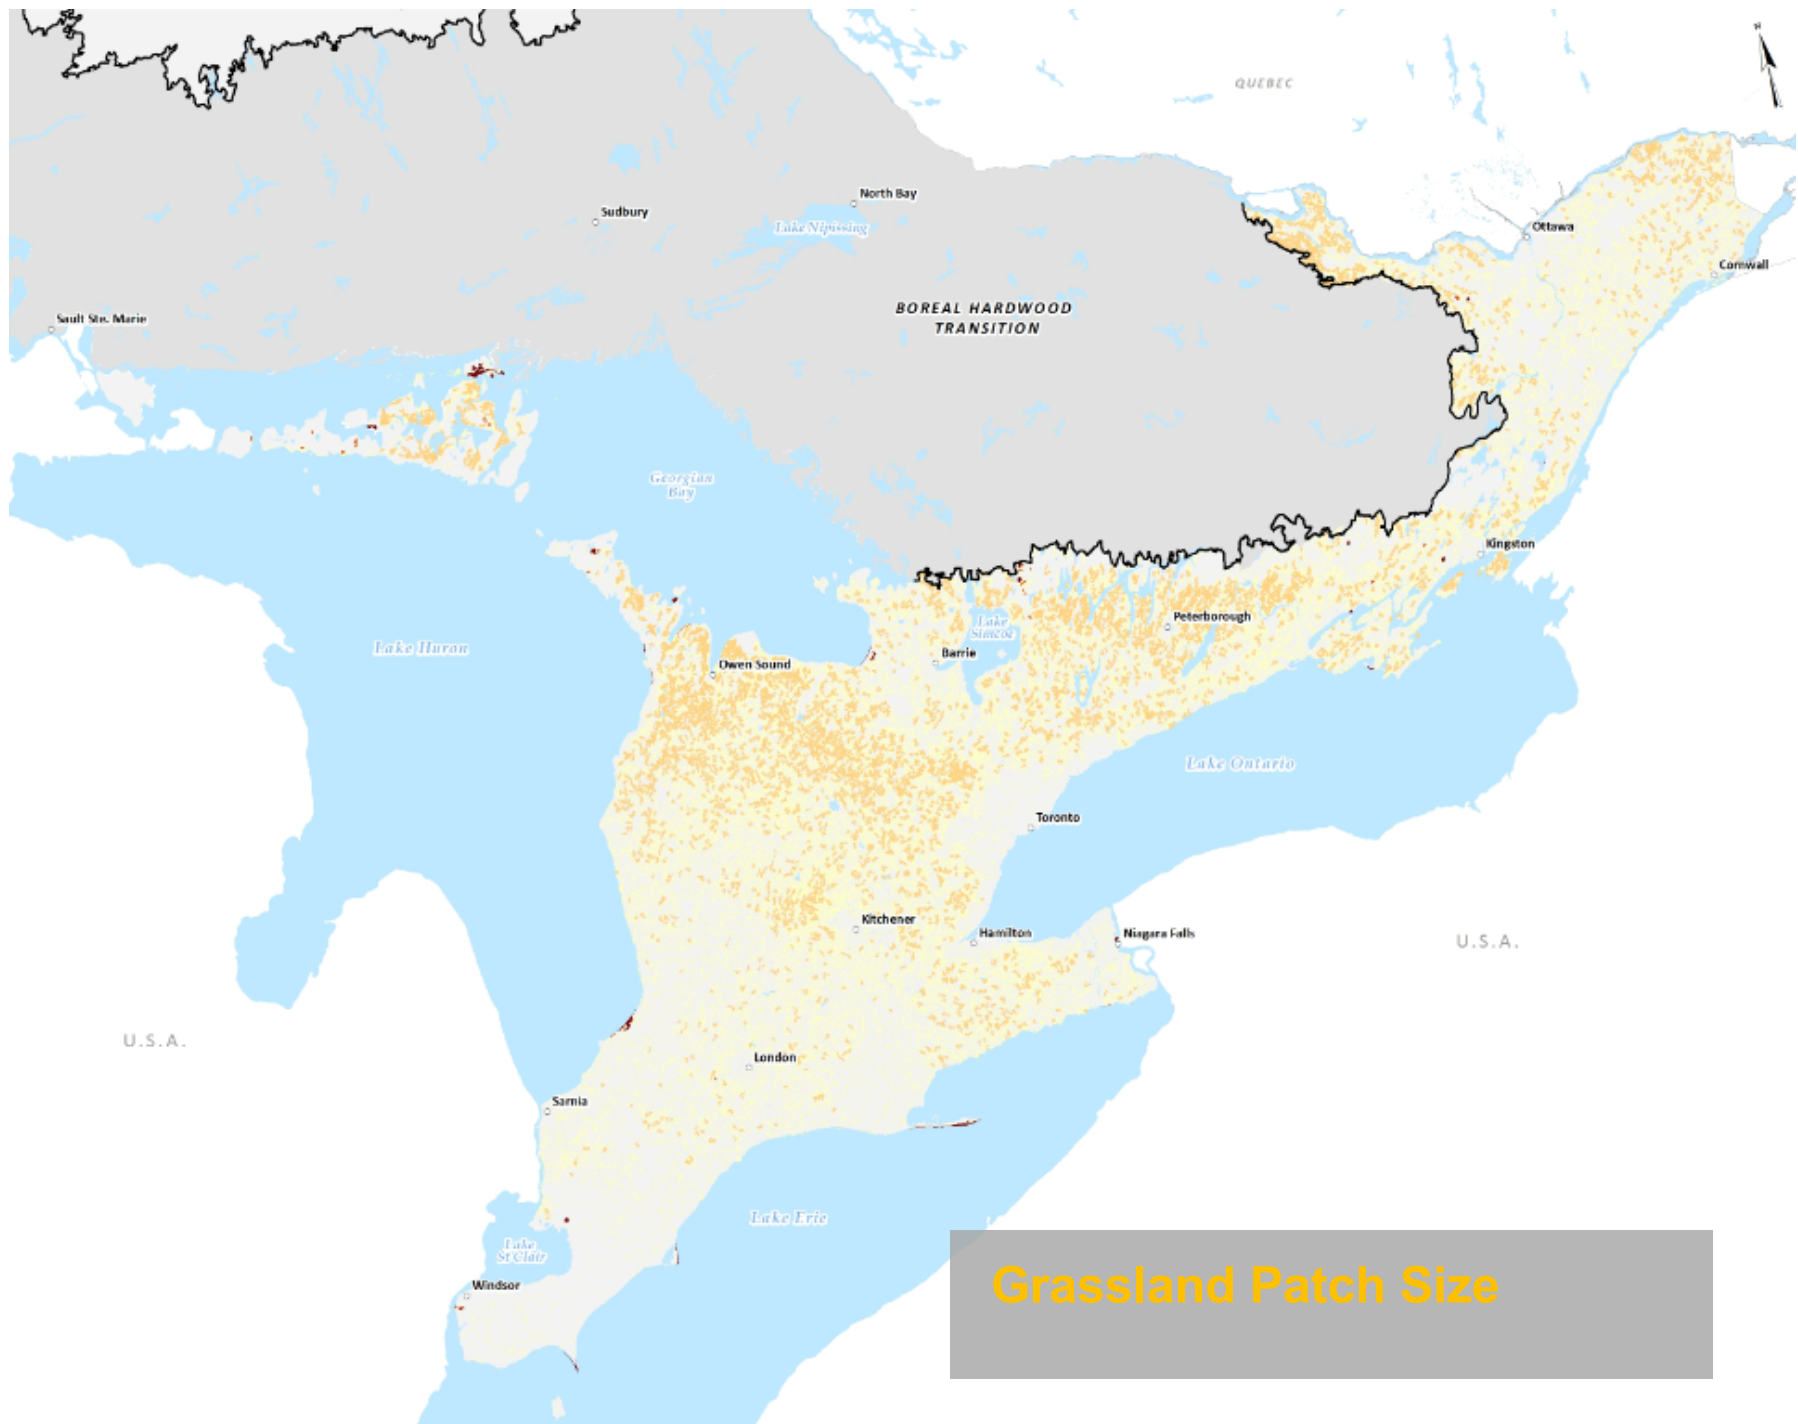 N
QUEBEC
North Bay
Sudbury
Lake Nipissing
Ottawa
Cornwall
BOREAL HARDWOOD
TRANSITION
Sault Ste. Marie
Georgian
Bay
Kingston
Peterborough
Lake
Simcoe
Lake Huron
Barrie
Owen Sound
Lake Ontario
Toronto
Kitchener
Hamilton
Niagara Falls
U.S.A.
U.S.A.
London
Sarnia
Lake Erie
Lake
St Clair
Windsor
Grassland Patch Size